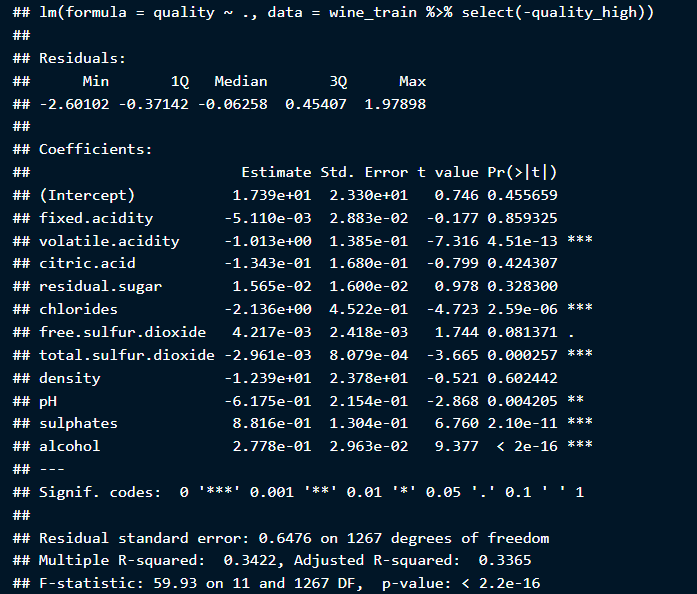 ## lm(formula = quality ~ ., data = wine_train %>% select(-quality_high))
##
## Residuals:
##      Min       1Q   Median       3Q      Max
## -2.60102 -0.37142 -0.06258  0.45407  1.97898
##
## Coefficients:
##                        Estimate Std. Error t value Pr(>|t|)
## (Intercept)           1.739e+01  2.330e+01   0.746 0.455659
## fixed.acidity        -5.110e-03  2.883e-02  -0.177 0.859325
## volatile.acidity     -1.013e+00  1.385e-01  -7.316 4.51e-13 ***
## citric.acid          -1.343e-01  1.680e-01  -0.799 0.424307
## residual.sugar        1.565e-02  1.600e-02   0.978 0.328300
## chlorides            -2.136e+00  4.522e-01  -4.723 2.59e-06 ***
## free.sulfur.dioxide   4.217e-03  2.418e-03   1.744 0.081371 .
## total.sulfur.dioxide -2.961e-03  8.079e-04  -3.665 0.000257 ***
## density              -1.239e+01  2.378e+01  -0.521 0.602442
## pH                   -6.175e-01  2.154e-01  -2.868 0.004205 **
## sulphates             8.816e-01  1.304e-01   6.760 2.10e-11 ***
## alcohol               2.778e-01  2.963e-02   9.377  < 2e-16 ***
## ---
## Signif. codes:  0 '***' 0.001 '**' 0.01 '*' 0.05 '.' 0.1 ' ' 1
##
## Residual standard error: 0.6476 on 1267 degrees of freedom
## Multiple R-squared:  0.3422, Adjusted R-squared:  0.3365
## F-statistic: 59.93 on 11 and 1267 DF,  p-value: < 2.2e-16